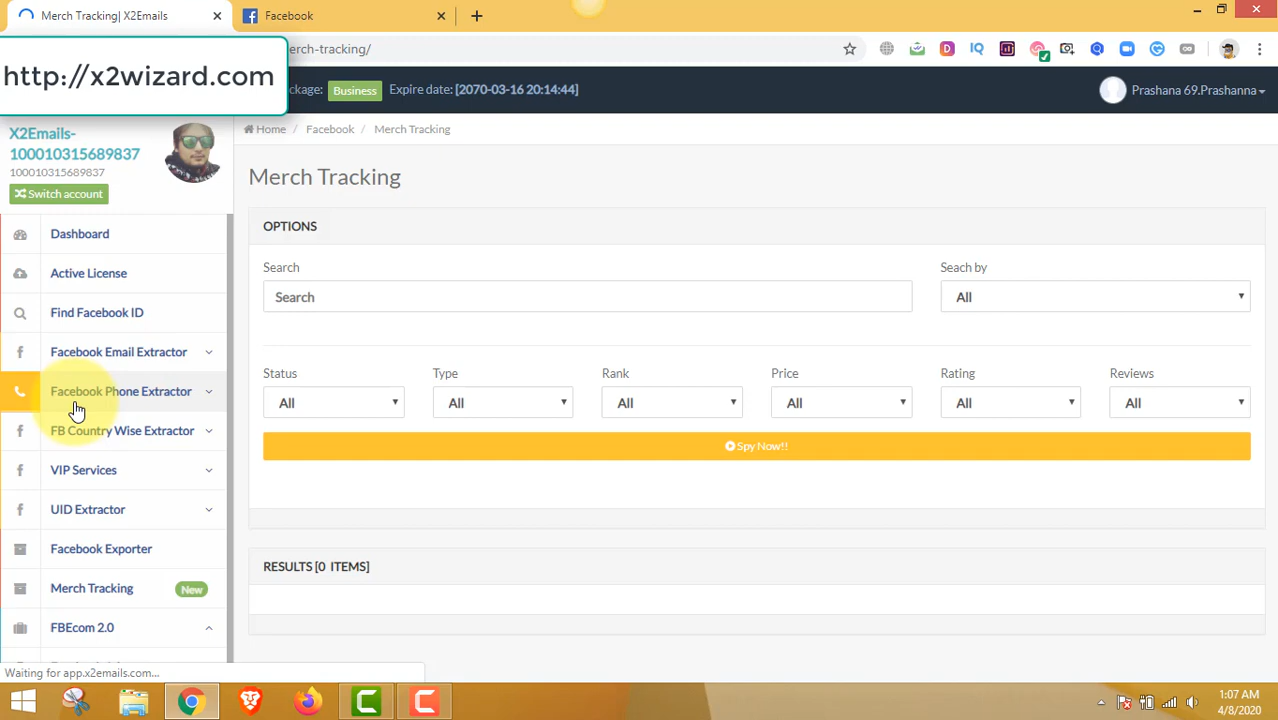 Merch Tracking| X2Emails
Facebook
http://x2wizard.com
erch-tracking/
ckage: Business Expire date: [2070-03-16 20:14:44]
Prashana 69.Prashanna
X2Emails-
100010315689837
100010315689837
Switch account
Home / Facebook / Merch Tracking
Dashboard
Active License
Find Facebook ID
Facebook Email Extractor
Facebook Phone Extractor
FB Country Wise Extractor
VIP Services
UID Extractor
Facebook Exporter
Merch Tracking New
FBEcom 2.0
Merch Tracking
OPTIONS
Search Seach by
Search All
Status Type Rank Price Rating Reviews
All All All All All All
Spy Now!!
RESULTS [0 ITEMS]
Waiting for app.x2emails.com...
1:07 AM
4/8/2020